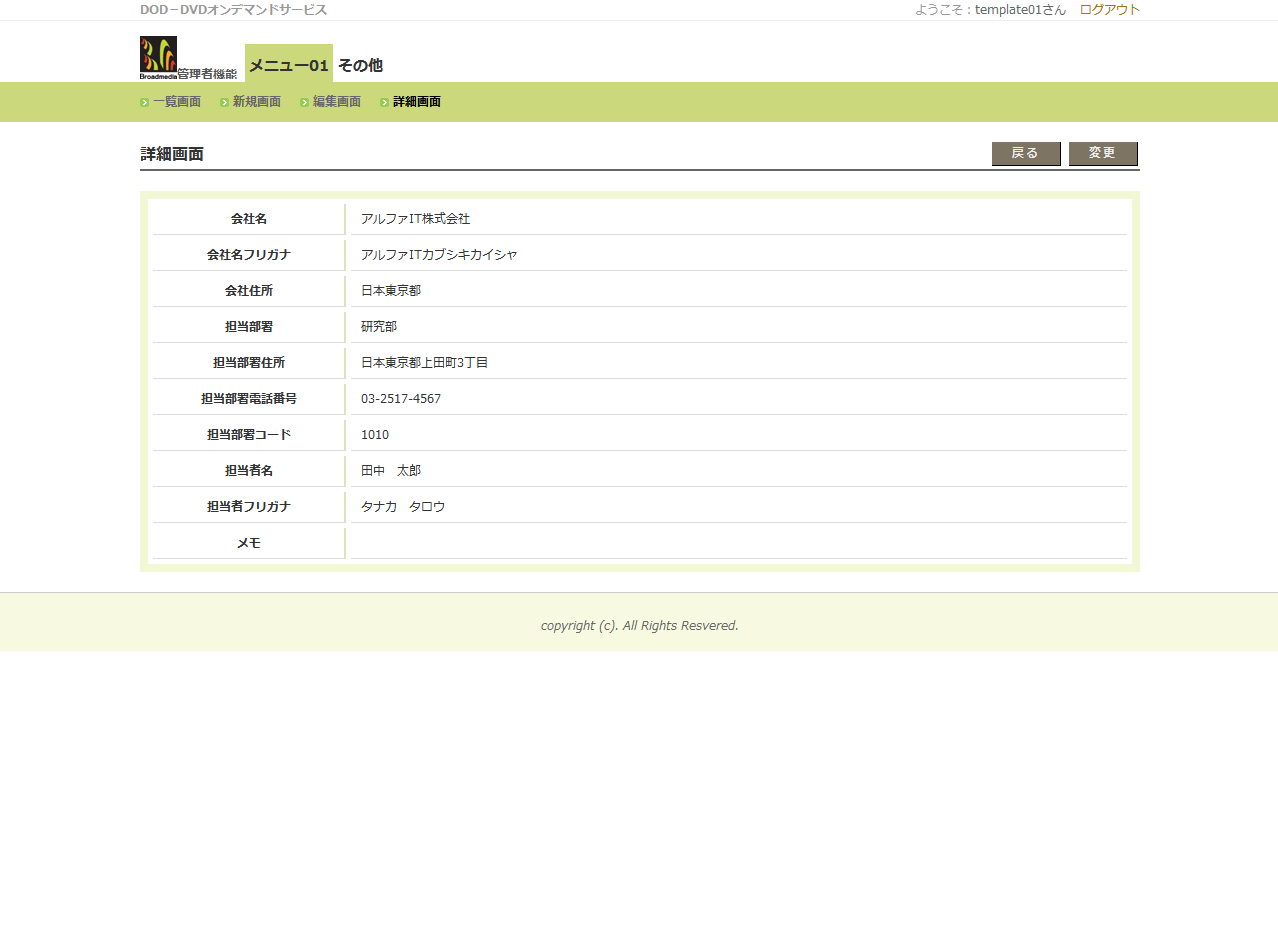 DOD－DVDオンデマンドサービス ようこそ：template01さん ログアウト
Broadmedia 管理者機能 メニュー01 その他
一覧画面 新規画面 編集画面 詳細画面
詳細画面 戻る 変更
会社名 アルファIT株式会社
会社名フリガナ アルファITカブシキカイシャ
会社住所 日本東京都
担当部署 研究部
担当部署住所 日本東京都上田町3丁目
担当部署電話番号 03-2517-4567
担当部署コード 1010
担当者名 田中　太郎
担当者フリガナ タナカ　タロウ
メモ
copyright (c). All Rights Resvered.